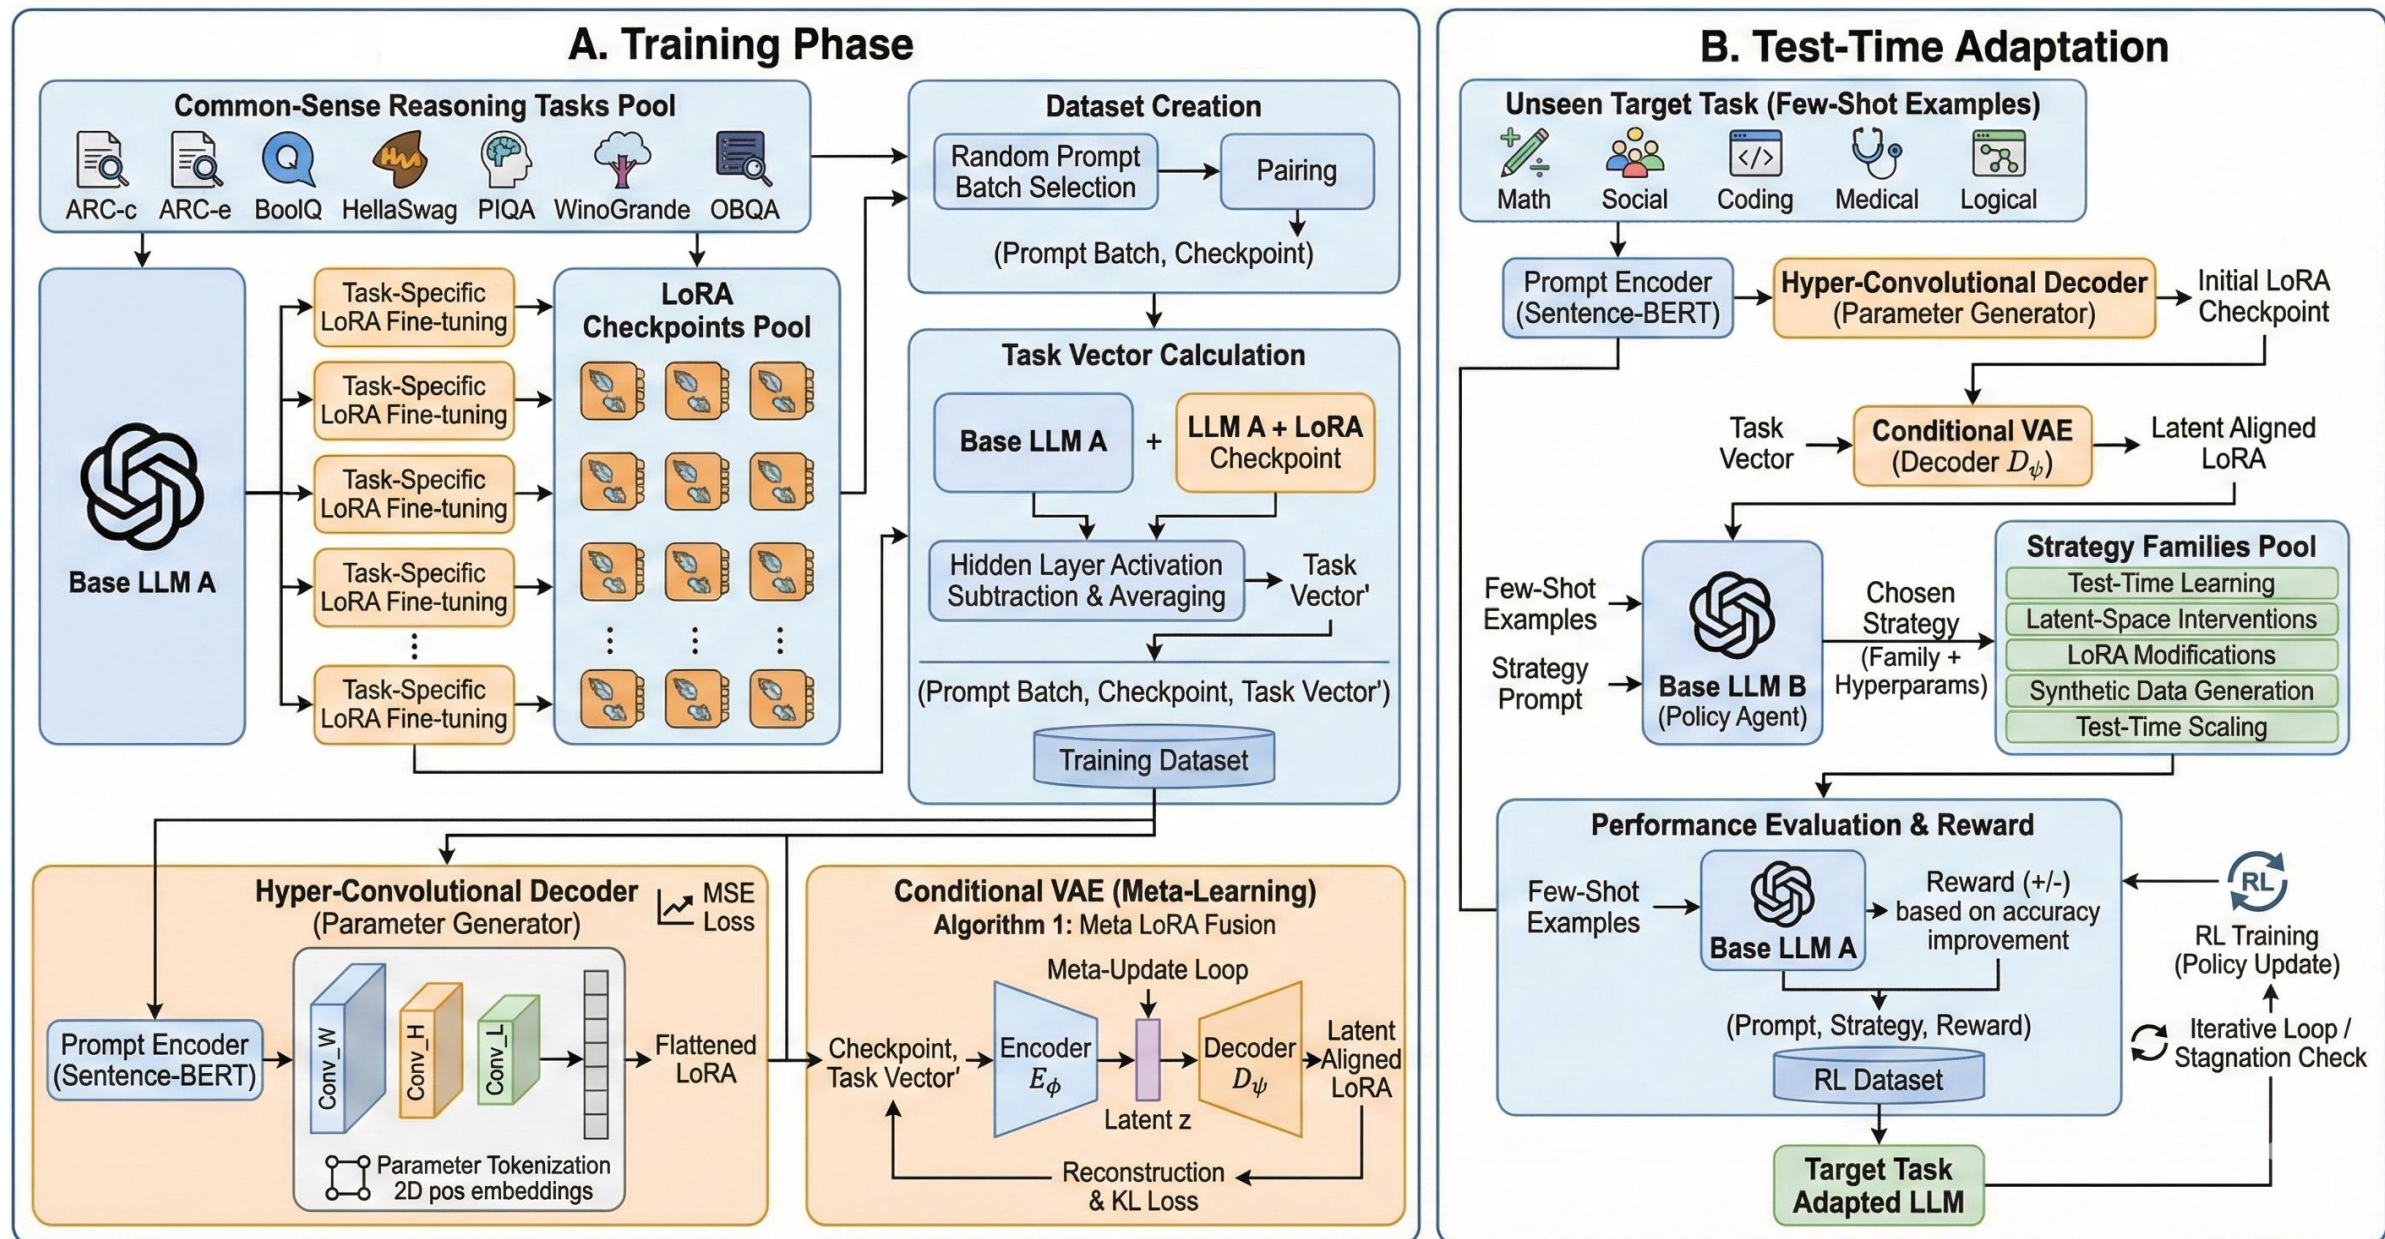 A. Training Phase
Common-Sense Reasoning Tasks Pool
ARC-c
ARC-e
BoolQ
HellaSwag
PIQA
WinoGrande
OBQA
Base LLM A
Task-Specific
LoRA Fine-tuning
Task-Specific
LoRA Fine-tuning
Task-Specific
LoRA Fine-tuning
Task-Specific
LoRA Fine-tuning
Task-Specific
LoRA Fine-tuning
LoRA
Checkpoints Pool
Dataset Creation
Random Prompt
Batch Selection
Pairing
(Prompt Batch, Checkpoint)
Task Vector Calculation
Base LLM A
+
LLM A + LoRA
Checkpoint
Hidden Layer Activation
Subtraction & Averaging
Task
Vector'
(Prompt Batch, Checkpoint, Task Vector')
Training Dataset
Hyper-Convolutional Decoder
(Parameter Generator)
MSE
Loss
Prompt Encoder
(Sentence-BERT)
Conv_W
Conv_H
Conv_L
Parameter Tokenization
2D pos embeddings
Flattened
LoRA
Conditional VAE (Meta-Learning)
Algorithm 1: Meta LoRA Fusion
Meta-Update Loop
Checkpoint,
Task Vector'
Encoder
E_ϕ
Latent z
Decoder
D_ψ
Latent
Aligned
LoRA
Reconstruction
& KL Loss
B. Test-Time Adaptation
Unseen Target Task (Few-Shot Examples)
Math
Social
Coding
Medical
Logical
Prompt Encoder
(Sentence-BERT)
Hyper-Convolutional Decoder
(Parameter Generator)
Initial LoRA
Checkpoint
Task
Vector
Conditional VAE
(Decoder D_ψ)
Latent Aligned
LoRA
Few-Shot
Examples
Strategy
Prompt
Base LLM B
(Policy Agent)
Chosen
Strategy
(Family +
Hyperparams)
Strategy Families Pool
Test-Time Learning
Latent-Space Interventions
LoRA Modifications
Synthetic Data Generation
Test-Time Scaling
Performance Evaluation & Reward
Few-Shot
Examples
Base LLM A
Reward (+/-)
based on accuracy
improvement
(Prompt, Strategy, Reward)
RL Dataset
RL
RL Training
(Policy Update)
Iterative Loop /
Stagnation Check
Target Task
Adapted LLM